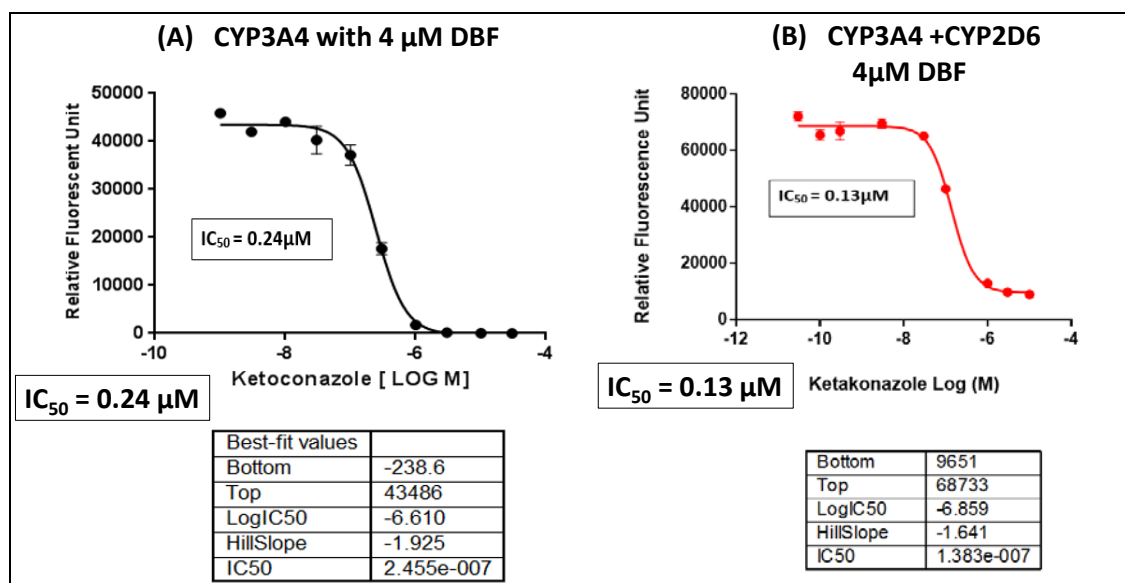 (A) CYP3A4 with 4 µM DBF
50000
40000
30000
20000
10000
0
Relative Fluorescent Unit
IC50 = 0.24µM
-10
-8
-6
-4
Ketoconazole [ LOG M]
IC50 = 0.24 µM
Best-fit values
Bottom -238.6
Top 43486
LogIC50 -6.610
HillSlope -1.925
IC50 2.455e-007
(B) CYP3A4 +CYP2D6
4µM DBF
80000
60000
40000
20000
0
Relative Fluorescence Unit
IC50 = 0.13µM
-12
-10
-8
-6
-4
Ketakonazole Log (M)
IC50 = 0.13 µM
Bottom 9651
Top 68733
LogIC50 -6.859
HillSlope -1.641
IC50 1.383e-007